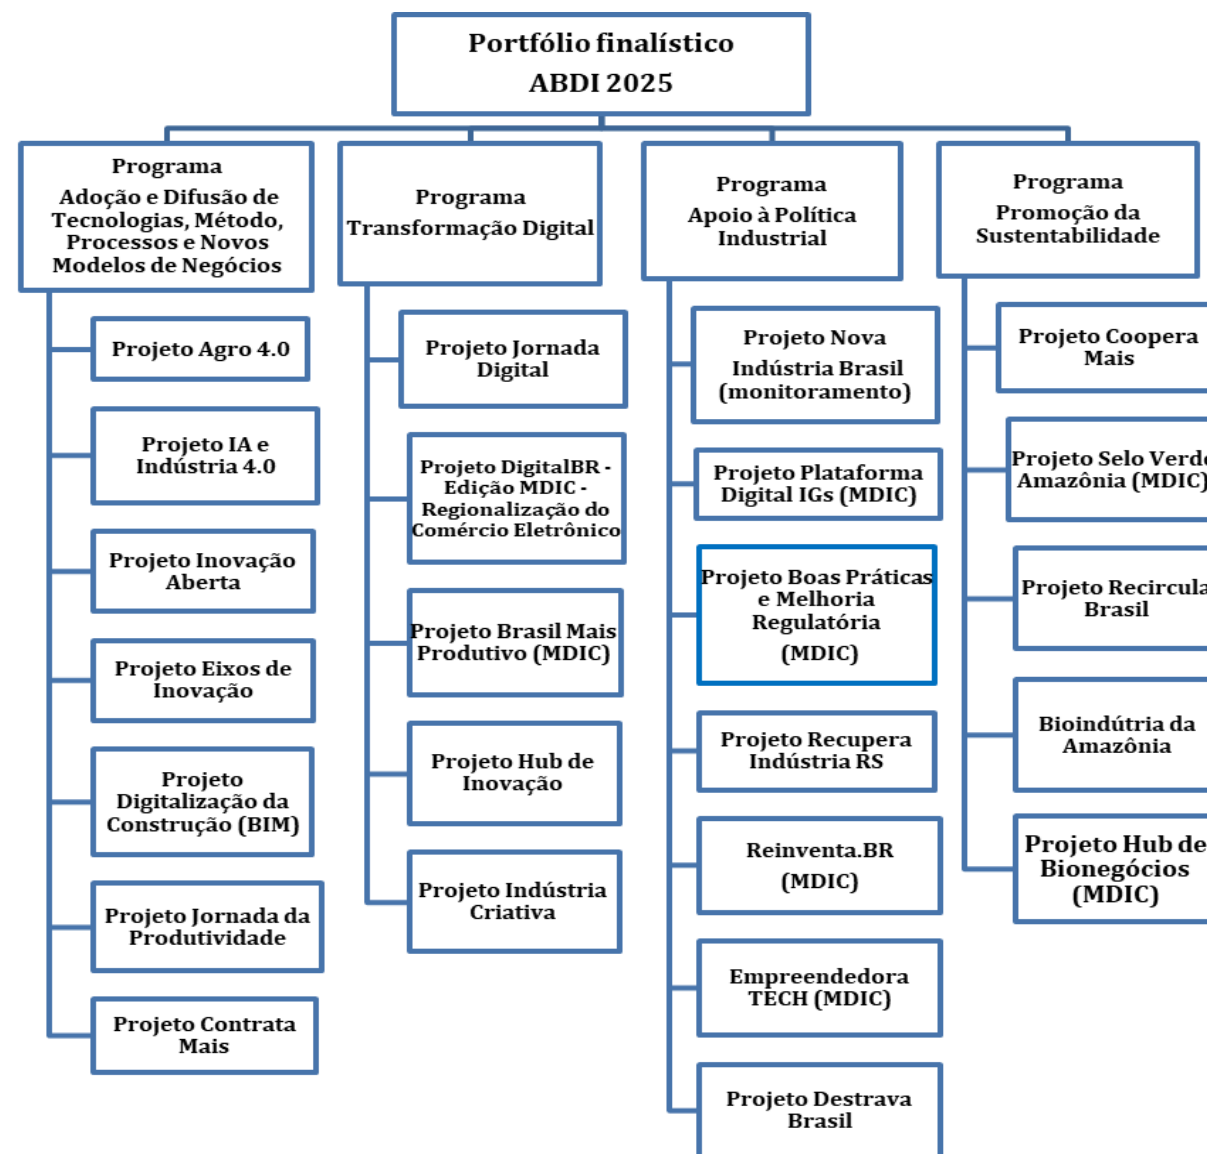 Portfólio finalístico
ABDI 2025
Programa
Adoção e Difusão de
Tecnologias, Método,
Processos e Novos
Modelos de Negócios
Projeto Agro 4.0
Projeto IA e
Indústria 4.0
Projeto Inovação
Aberta
Projeto Eixos de
Inovação
Projeto
Digitalização da
Construção (BIM)
Projeto Jornada da
Produtividade
Projeto Contrata
Mais
Programa
Transformação Digital
Projeto Jornada
Digital
Projeto DigitalBR -
Edição MDIC -
Regionalização do
Comércio Eletrônico
Projeto Brasil Mais
Produtivo (MDIC)
Projeto Hub de
Inovação
Projeto Indústria
Criativa
Programa
Apoio à Política
Industrial
Projeto Nova
Indústria Brasil
(monitoramento)
Projeto Plataforma
Digital IGs (MDIC)
Projeto Boas Práticas
e Melhoria
Regulatória
(MDIC)
Projeto Recupera
Indústria RS
Reinventa.BR
(MDIC)
Empreendedora
TECH (MDIC)
Projeto Destrava
Brasil
Programa
Promoção da
Sustentabilidade
Projeto Coopera
Mais
Projeto Selo Verde
Amazônia (MDIC)
Projeto Recircula
Brasil
Bioindútria da
Amazônia
Projeto Hub de
Bionegócios
(MDIC)